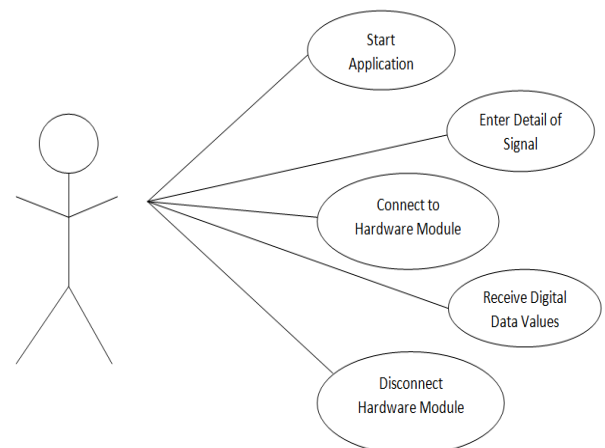 Start
Application
Enter Detail of
Signal
Connect to
Hardware Module
Receive Digital
Data Values
Disconnect
Hardware Module